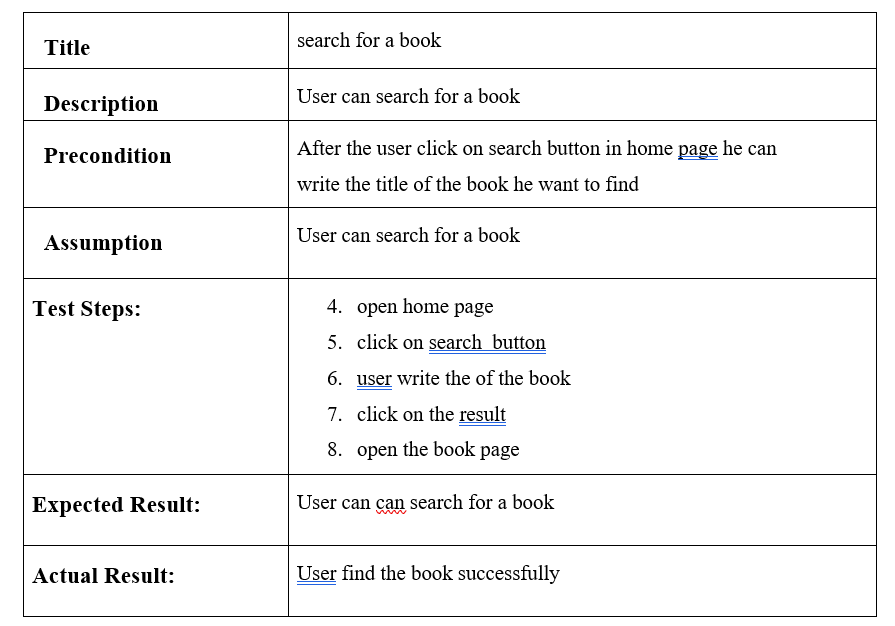 Title
search for a book
Description
User can search for a book
Precondition
After the user click on search button in home page he can
write the title of the book he want to find
Assumption
User can search for a book
Test Steps:
4. open home page
5. click on search  button
6. user write the of the book
7. click on the result
8. open the book page
Expected Result:
User can can search for a book
Actual Result:
User find the book successfully